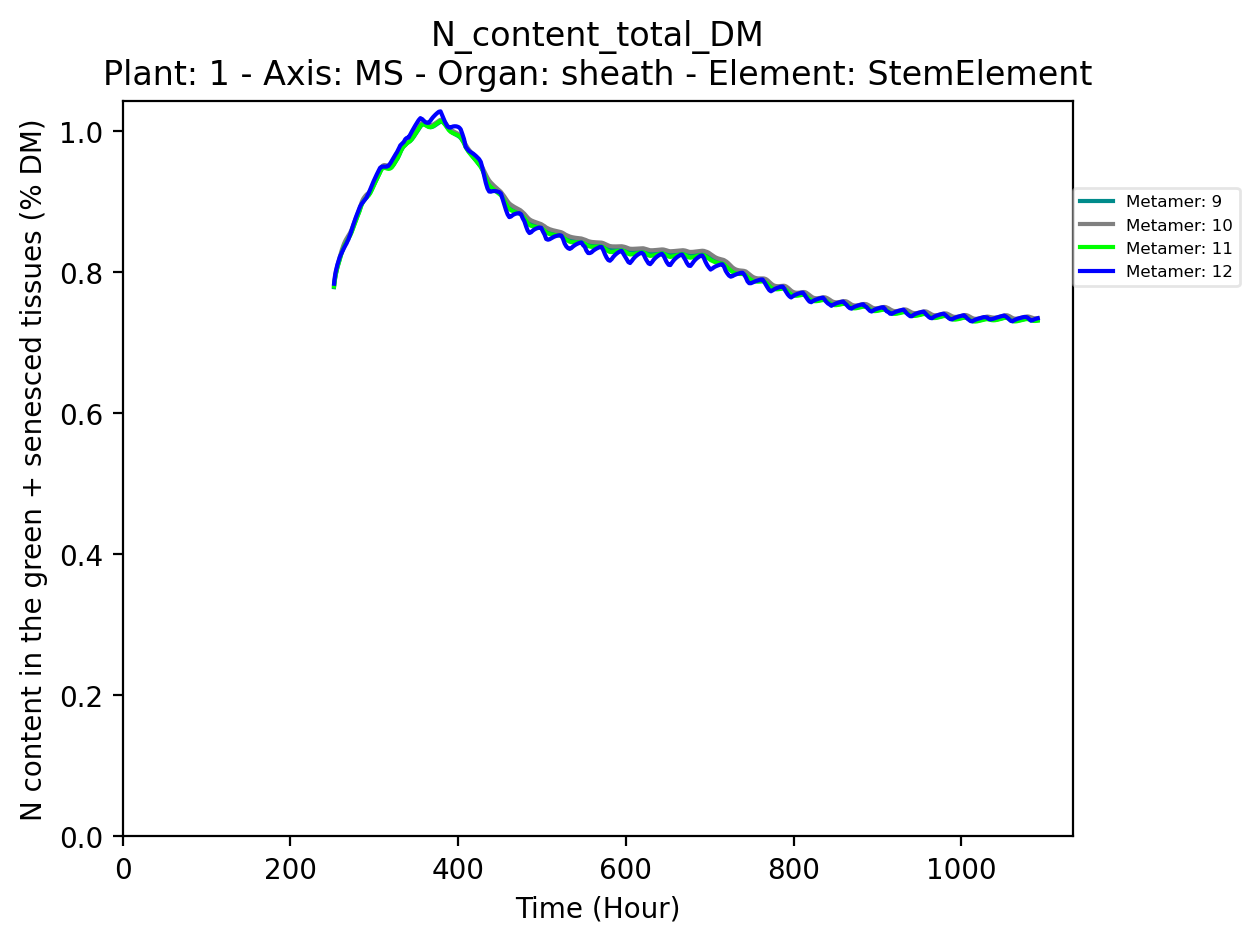 N_content_total_DM
Plant: 1 - Axis: MS - Organ: sheath - Element: StemElement
N content in the green + senesced tissues (% DM)
1.0
0.8
0.6
0.4
0.2
0.0
0
200
400
600
800
1000
Time (Hour)
Metamer: 9
Metamer: 10
Metamer: 11
Metamer: 12